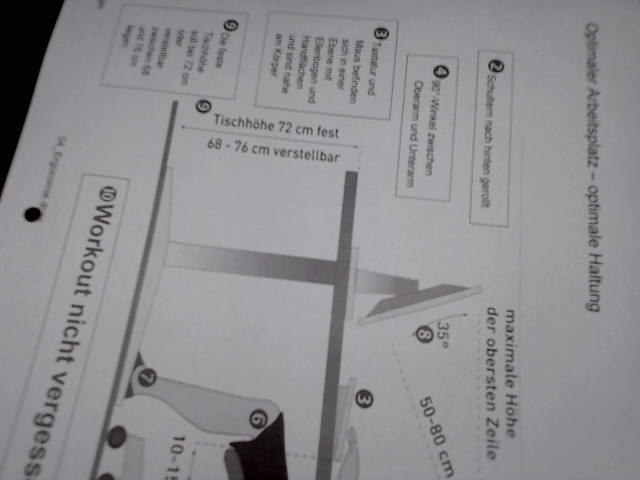 Optimaler Arbeitsplatz – optimale Haltung
2 Schultern nach hinten gerollt
4 90°-Winkel zwischen
Oberarm und Unterarm
3 Tastatur und
Maus befinden
sich in einer
Ebene mit
Ellenbogen und
Handflächen
und sind nahe
am Körper
9 Die feste
Tischhöhe
soll bei 72 cm
oder
verstellbar
zwischen 68
und 76 cm
liegen
maximale Höhe
der obersten Zeile
35°
8
50-80 cm
3
9
Tischhöhe 72 cm fest
68 - 76 cm verstellbar
6
7
10-15
10 Workout nicht vergess
04_Ergonomie